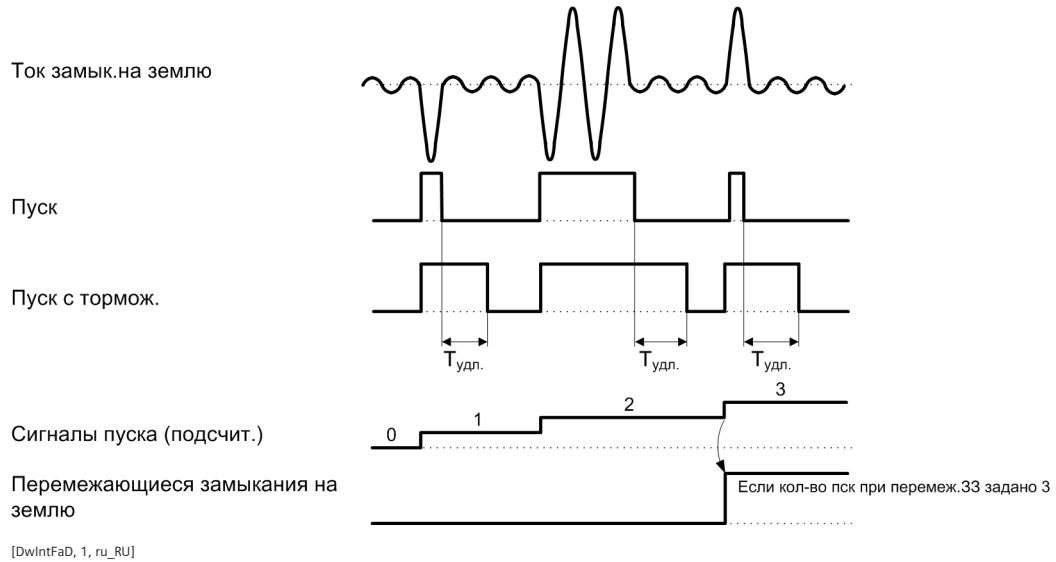 Ток замык.на землю
Пуск
Пуск с тормож.
Tудл.
Tудл.
Tудл.
Сигналы пуска (подсчит.)
0
1
2
3
Перемежающиеся замыкания на
землю
Если кол-во пск при перемеж.ЗЗ задано 3
[DwIntFaD, 1, ru_RU]